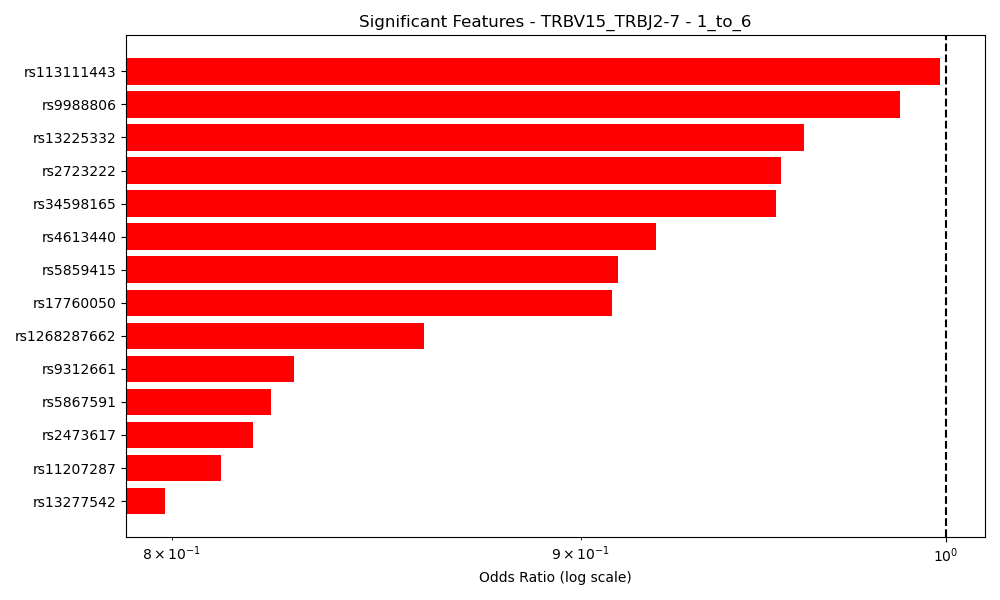 Significant Features - TRBV15_TRBJ2-7 - 1_to_6
rs113111443
rs9988806
rs13225332
rs2723222
rs34598165
rs4613440
rs5859415
rs17760050
rs1268287662
rs9312661
rs5867591
rs2473617
rs11207287
rs13277542
8 × 10⁻¹ 9 × 10⁻¹ 10⁰
Odds Ratio (log scale)